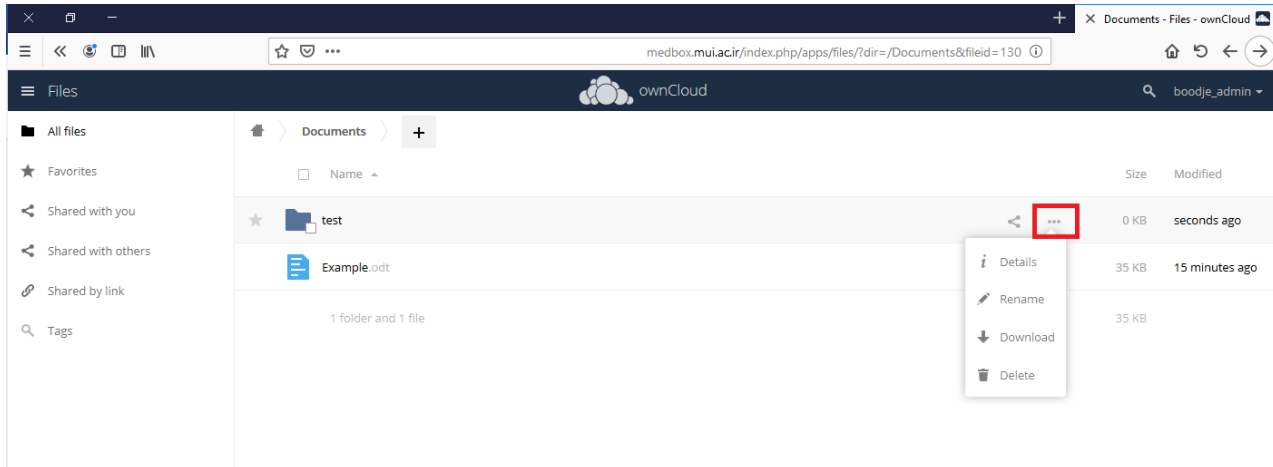 Documents - Files - ownCloud
medbox.mui.ac.ir/index.php/apps/files/?dir=/Documents&fileid=130
Files
ownCloud
boodje_admin
All files
Favorites
Shared with you
Shared with others
Shared by link
Tags
Documents
Name Size Modified
test 0 KB seconds ago
Details
Example.odt 35 KB 15 minutes ago
Rename
1 folder and 1 file 35 KB
Download
Delete